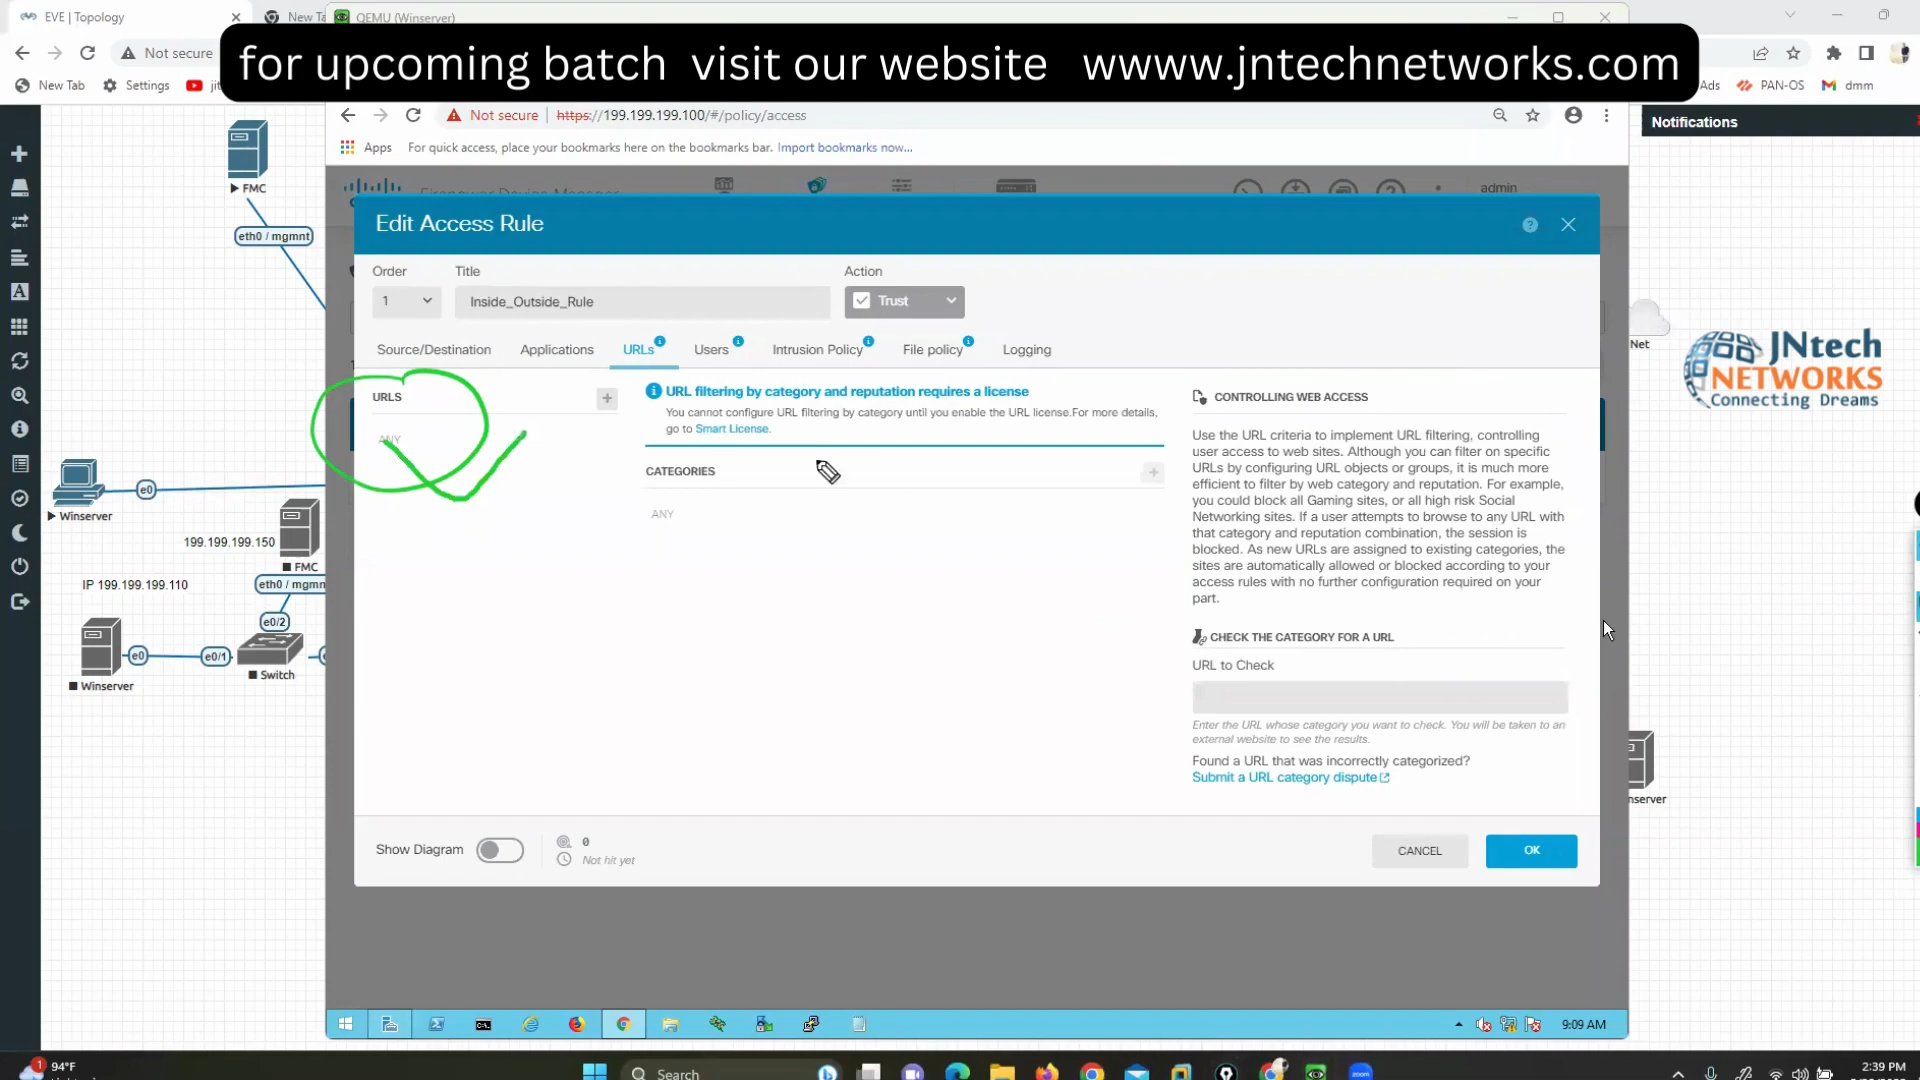 EVE | Topology
New Ta
QEMU (Winserver)
for upcoming batch visit our website wwww.jntechnetworks.com
Not secure
New Tab
Settings
jit
Ads
PAN-OS
dmm
Not secure
https://199.199.199.100/#/policy/access
Apps
For quick access, place your bookmarks here on the bookmarks bar. Import bookmarks now...
Notifications
Firepower Device Manager
admin
FMC
eth0 / mgmnt
Edit Access Rule
Order
Title
Action
1
Inside_Outside_Rule
Trust
Source/Destination
Applications
URLs
Users
Intrusion Policy
File policy
Logging
Net
JNtech
NETWORKS
Connecting Dreams
URLS
ANY
URL filtering by category and reputation requires a license
You cannot configure URL filtering by category until you enable the URL license.For more details,
go to Smart License.
CATEGORIES
ANY
CONTROLLING WEB ACCESS
Use the URL criteria to implement URL filtering, controlling
user access to web sites. Although you can filter on specific
URLs by configuring URL objects or groups, it is much more
efficient to filter by web category and reputation. For example,
you could block all Gaming sites, or all high risk Social
Networking sites. If a user attempts to browse to any URL with
that category and reputation combination, the session is
blocked. As new URLs are assigned to existing categories, the
sites are automatically allowed or blocked according to your
access rules with no further configuration required on your
part.
CHECK THE CATEGORY FOR A URL
URL to Check
Enter the URL whose category you want to check. You will be taken to an
external website to see the results.
Found a URL that was incorrectly categorized?
Submit a URL category dispute
e0
Winserver
199.199.199.150
FMC
IP 199.199.199.110
eth0 / mgmn
e0/2
e0
e0/1
Switch
Winserver
nserver
Show Diagram
0
Not hit yet
CANCEL
OK
9:09 AM
1
94°F
Search
zoom
2:39 PM